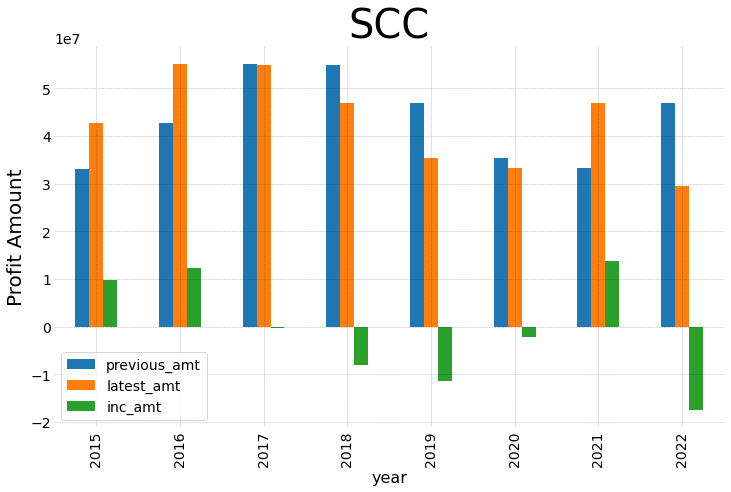 SCC
1e7
Profit Amount
5
4
3
2
1
0
−1
−2
previous_amt
latest_amt
inc_amt
2015
2016
2017
2018
2019
2020
2021
2022
year